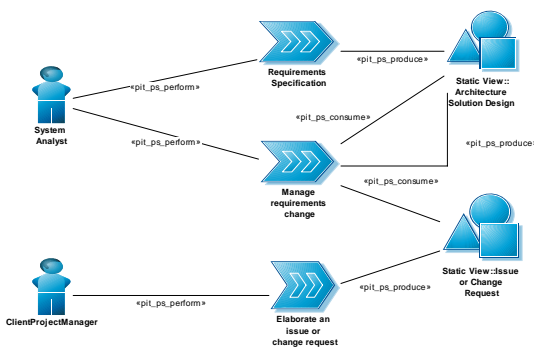 «pit_ps_produce»
Requirements
Specification
Static View::
Architecture
Solution Design
«pit_ps_perform»
«pit_ps_consume»
System
Analyst
«pit_ps_perform»
«pit_ps_produce»
«pit_ps_consume»
Manage
requirements
change
Static View::Issue
or Change
Request
«pit_ps_produce»
«pit_ps_perform»
ClientProjectManager
Elaborate an
issue or
change request